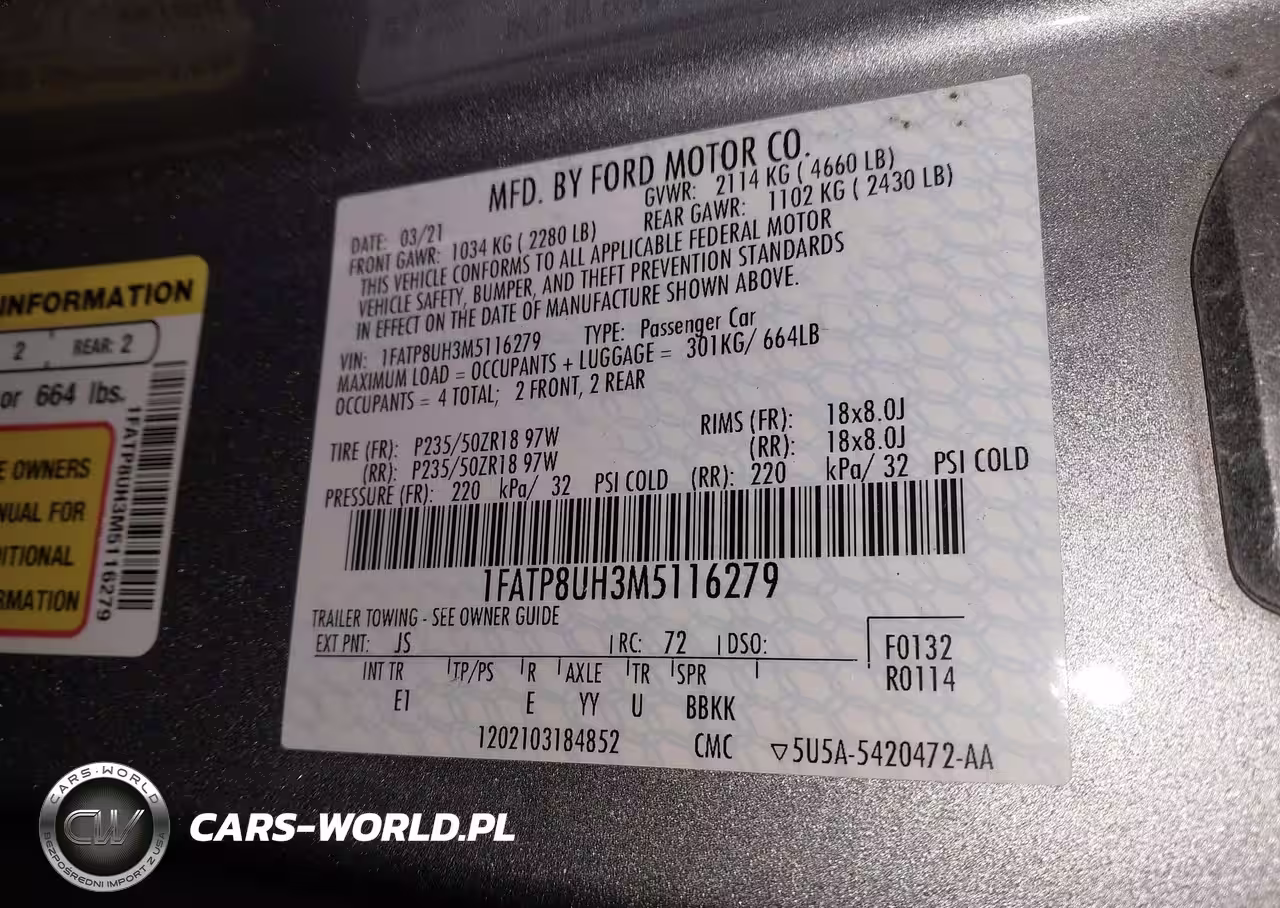 MFD. BY FORD MOTOR CO.
DATE: 03/21 GVWR: 2114 KG ( 4660 LB)
FRONT GAWR: 1034 KG ( 2280 LB) REAR GAWR: 1102 KG ( 2430 LB)
THIS VEHICLE CONFORMS TO ALL APPLICABLE FEDERAL MOTOR
VEHICLE SAFETY, BUMPER, AND THEFT PREVENTION STANDARDS
IN EFFECT ON THE DATE OF MANUFACTURE SHOWN ABOVE.
VIN: 1FATP8UH3M5116279 TYPE: Passenger Car
MAXIMUM LOAD = OCCUPANTS + LUGGAGE = 301KG/ 664LB
OCCUPANTS = 4 TOTAL; 2 FRONT, 2 REAR
TIRE (FR): P235/50ZR18 97W RIMS (FR): 18x8.0J
(RR): P235/50ZR18 97W (RR): 18x8.0J
PRESSURE (FR): 220 kPa/ 32 PSI COLD (RR): 220 kPa/ 32 PSI COLD
1FATP8UH3M5116279
TRAILER TOWING - SEE OWNER GUIDE
EXT PNT: JS RC: 72 DSO: F0132
R0114
INT TR TP/PS R AXLE TR SPR
E1 E YY U BBKK
1202103184852 CMC 5U5A-5420472-AA
INFORMATION
2 REAR: 2
or 664 lbs.
E OWNERS
NUAL FOR
DITIONAL
RMATION
1FATP8UH3M5116279
CARS-WORLD
CW
BEZPOŚREDNI IMPORT Z USA
CARS-WORLD.PL